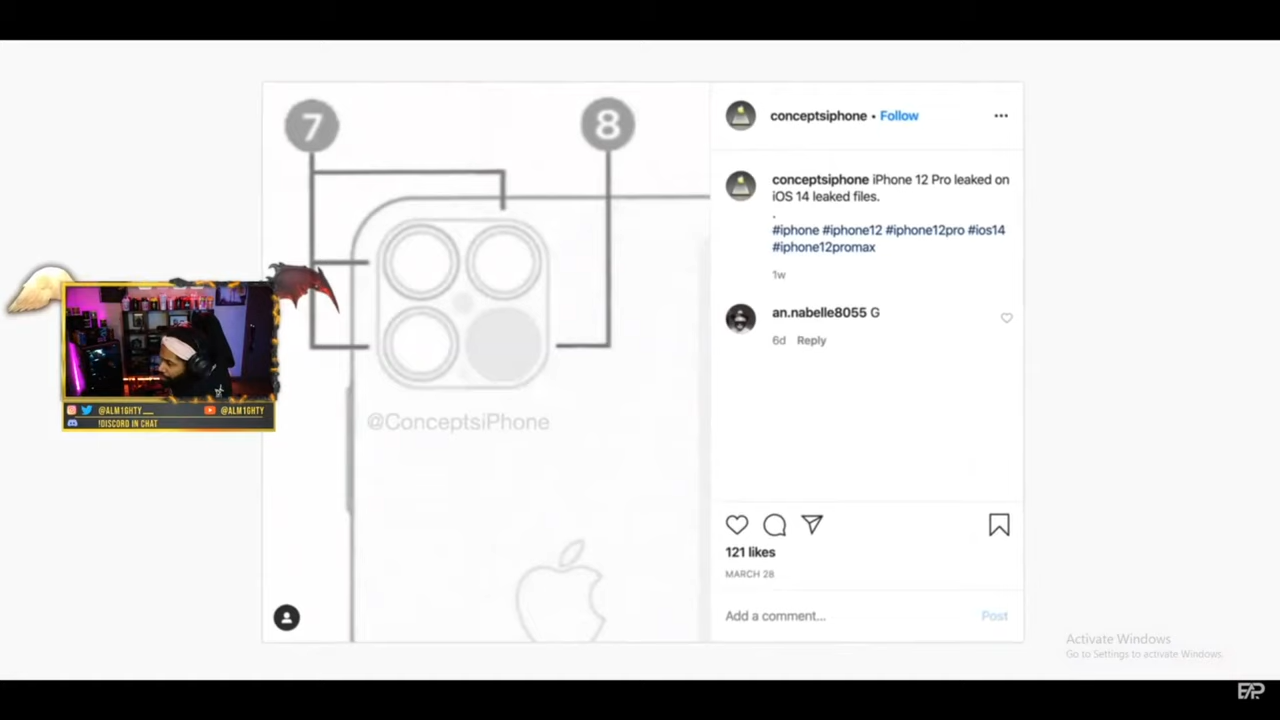 7
8
conceptsiphone • Follow
conceptsiphone iPhone 12 Pro leaked on
iOS 14 leaked files.
.
#iphone #iphone12 #iphone12pro #ios14
#iphone12promax
1w
an.nabelle8055 G
6d Reply
@ConceptsiPhone
@ALM1GHTY__
@ALM1GHTY
!DISCORD IN CHAT
121 likes
MARCH 28
Add a comment...
Post
Activate Windows
Go to Settings to activate Windows.
EAP